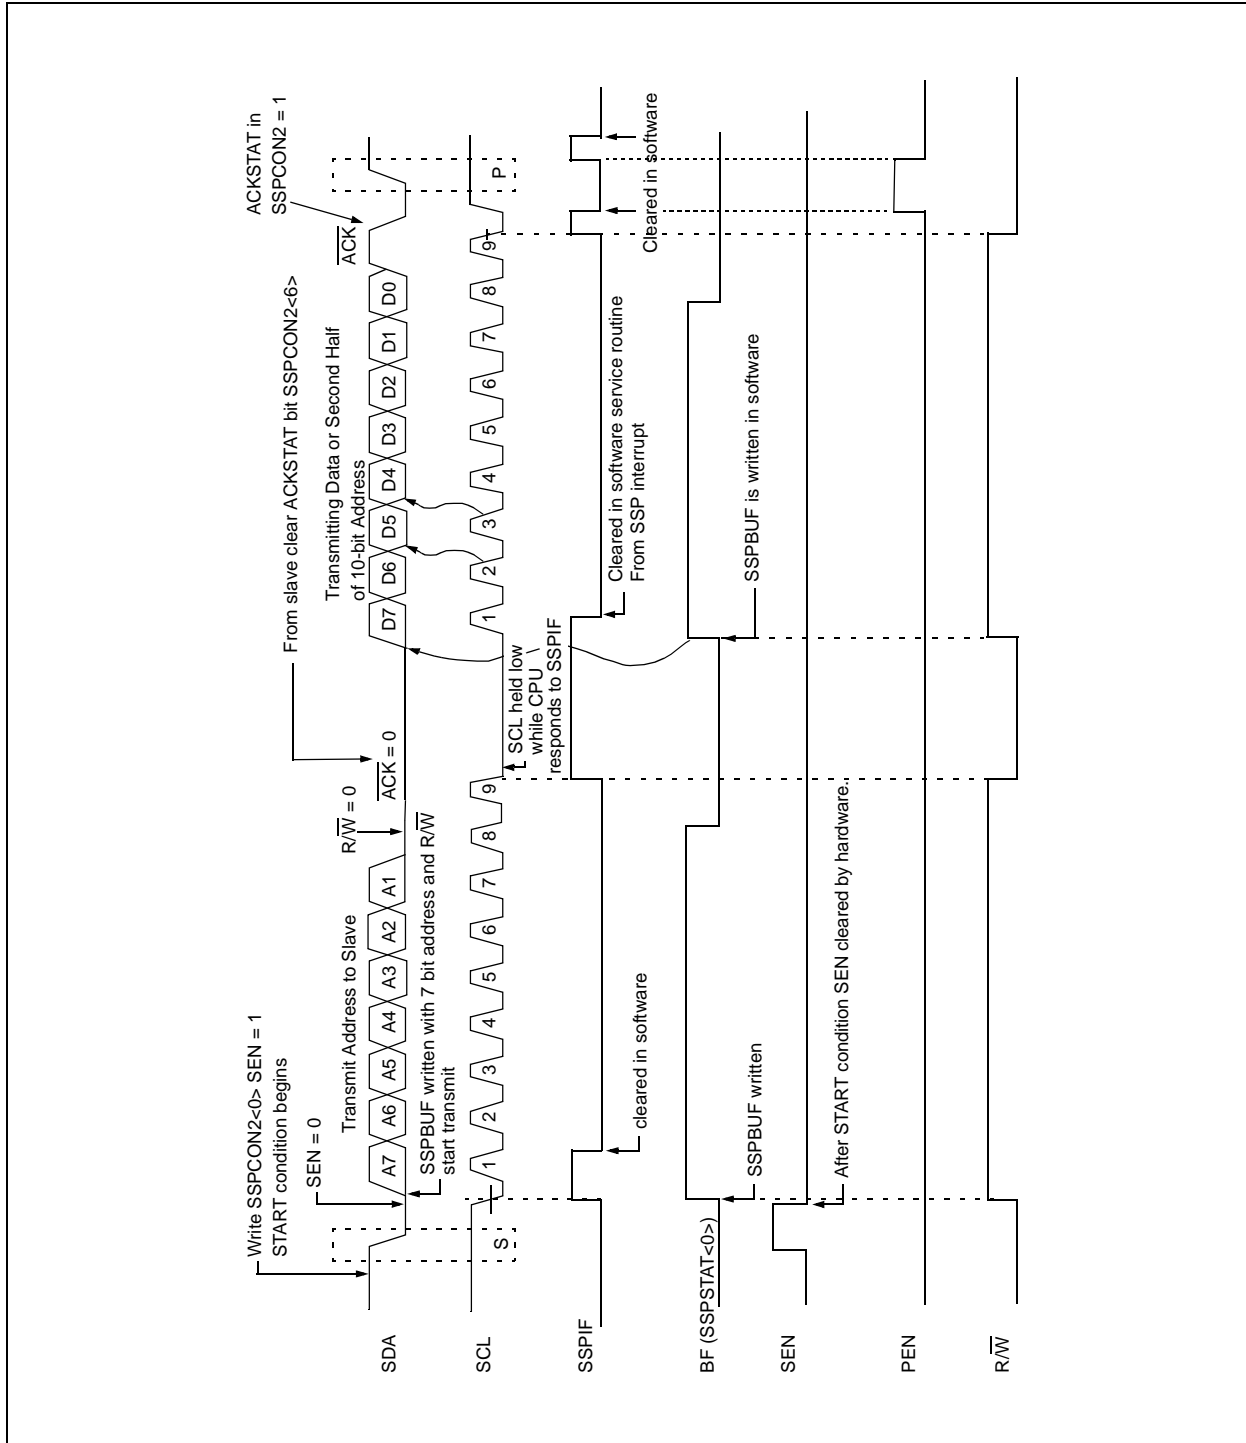 Write SSPCON2<0> SEN = 1
START condition begins
SEN = 0
Transmit Address to Slave
R/W = 0
From slave clear ACKSTAT bit SSPCON2<6>
ACK = 0
Transmitting Data or Second Half
of 10-bit Address
ACKSTAT in
SSPCON2 = 1
ACK
SDA
A7 A6 A5 A4 A3 A2 A1
D7 D6 D5 D4 D3 D2 D1 D0
SSPBUF written with 7 bit address and R/W
start transmit
SCL
S
1 2 3 4 5 6 7 8 9
1 2 3 4 5 6 7 8 9
P
SCL held low
while CPU
responds to SSPIF
SSPIF
cleared in software
Cleared in software service routine
From SSP interrupt
Cleared in software
Cleared in software
BF (SSPSTAT<0>)
SSPBUF written
SSPBUF is written in software
SEN
After START condition SEN cleared by hardware.
PEN
R/W